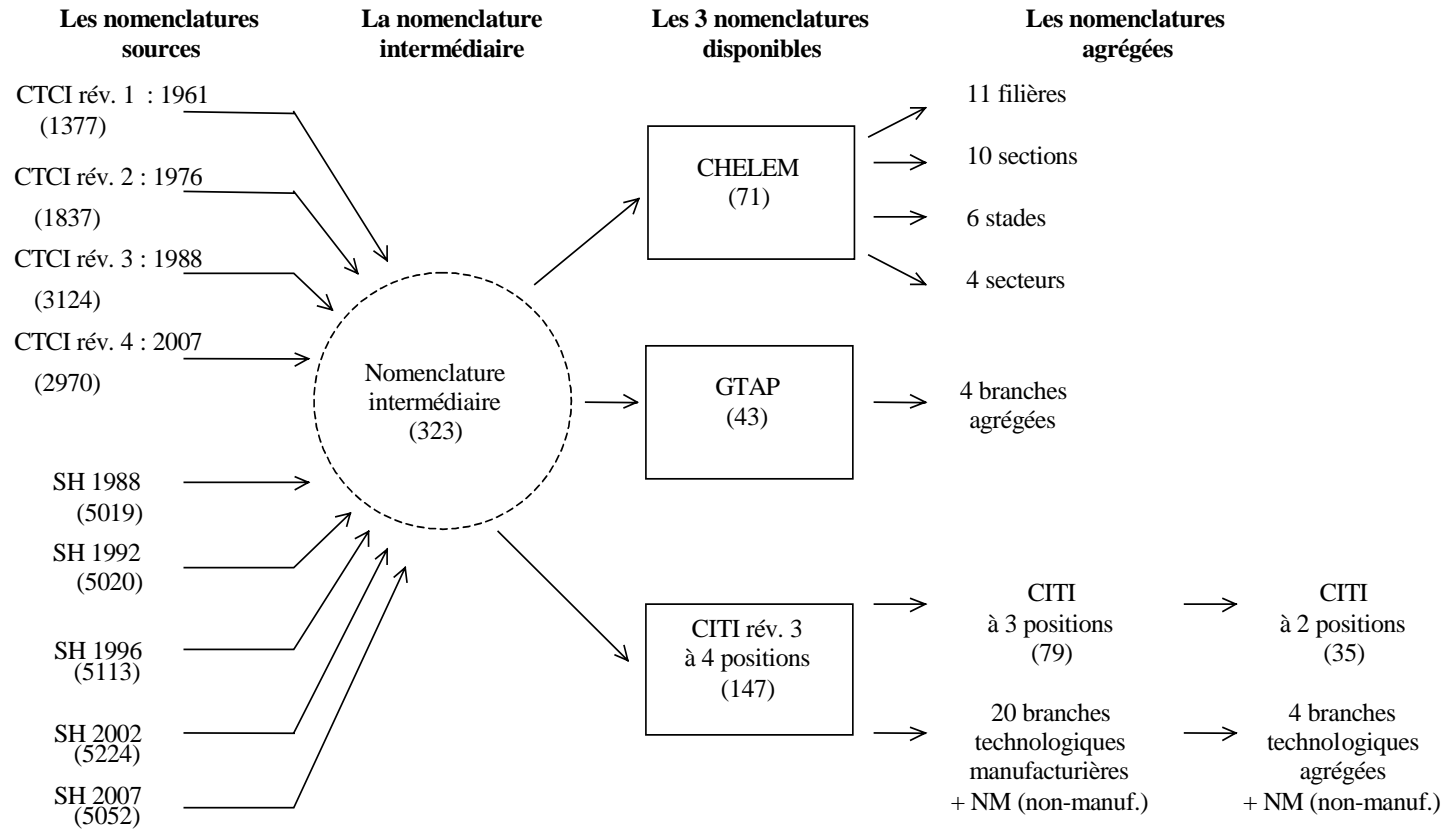 Les nomenclatures
sources
La nomenclature
intermédiaire
Les 3 nomenclatures
disponibles
Les nomenclatures
agrégées
CTCI rév. 1 : 1961
(1377)
CTCI rév. 2 : 1976
(1837)
CTCI rév. 3 : 1988
(3124)
CTCI rév. 4 : 2007
(2970)
SH 1988
(5019)
SH 1992
(5020)
SH 1996
(5113)
SH 2002
(5224)
SH 2007
(5052)
Nomenclature
intermédiaire
(323)
CHELEM
(71)
11 filières
10 sections
6 stades
4 secteurs
GTAP
(43)
4 branches
agrégées
CITI rév. 3
à 4 positions
(147)
CITI
à 3 positions
(79)
CITI
à 2 positions
(35)
20 branches
technologiques
manufacturières
+ NM (non-manuf.)
4 branches
technologiques
agrégées
+ NM (non-manuf.)